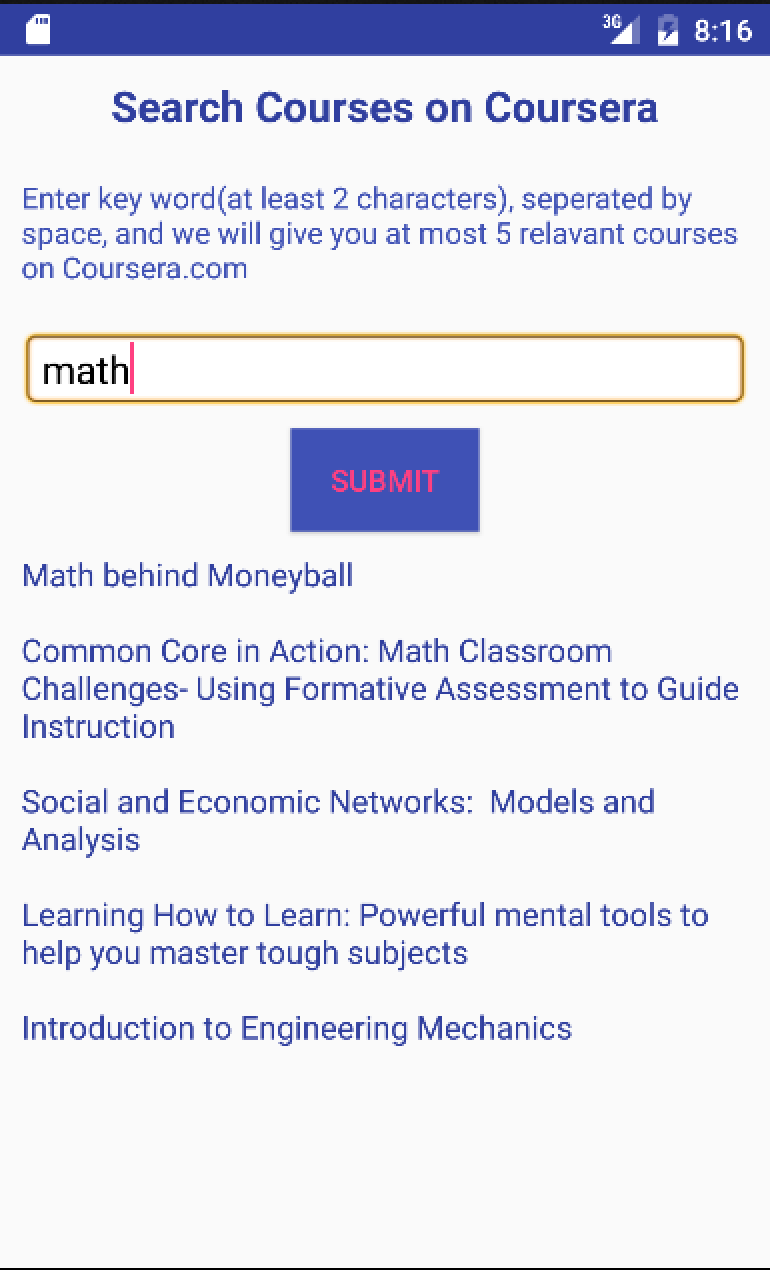 3G 8:16
Search Courses on Coursera
Enter key word(at least 2 characters), seperated by
space, and we will give you at most 5 relavant courses
on Coursera.com
math
SUBMIT
Math behind Moneyball
Common Core in Action: Math Classroom
Challenges- Using Formative Assessment to Guide
Instruction
Social and Economic Networks:  Models and
Analysis
Learning How to Learn: Powerful mental tools to
help you master tough subjects
Introduction to Engineering Mechanics